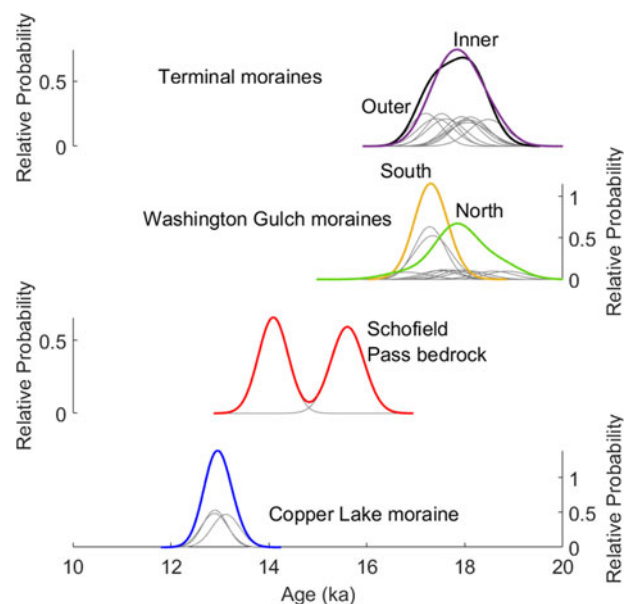 Inner
Terminal moraines
Outer
0.5
0
Relative Probability
South
Washington Gulch moraines
North
1
0.5
0
Relative Probability
Schofield
Pass bedrock
0.5
0
Relative Probability
Copper Lake moraine
1
0.5
0
Relative Probability
10 12 14 16 18 20
Age (ka)